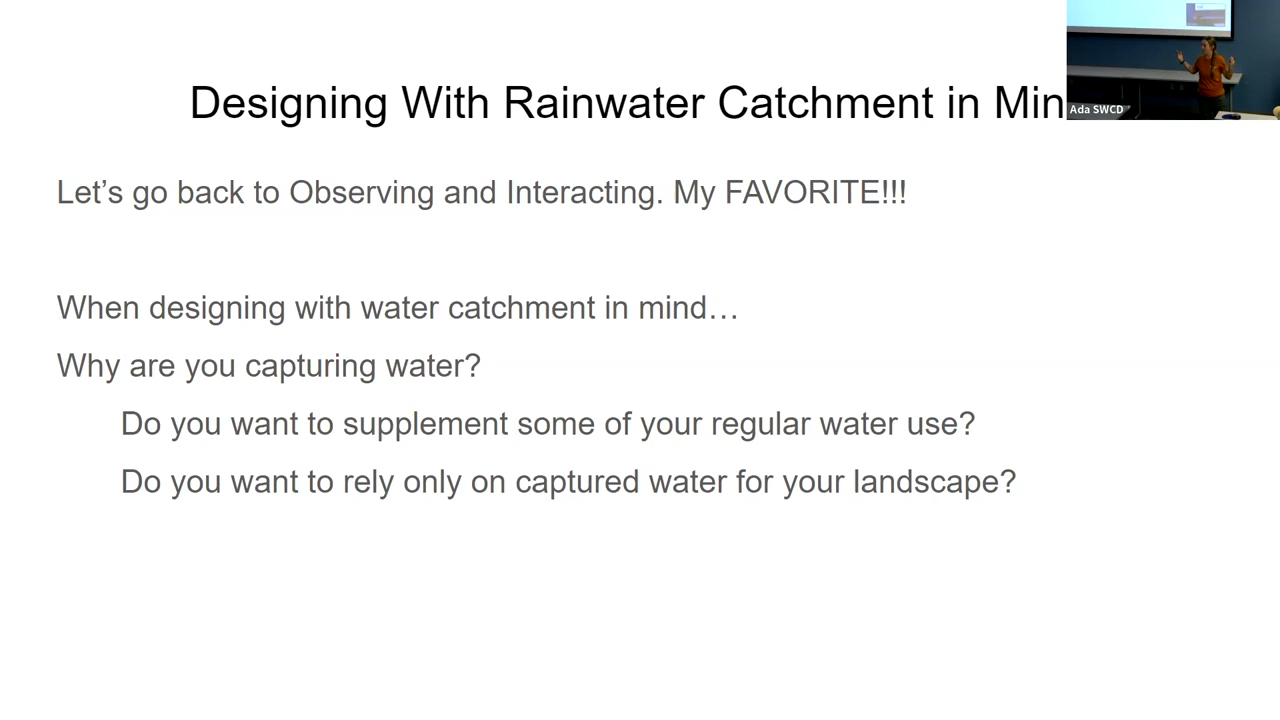 Designing With Rainwater Catchment in Min
Ada SWCD
Let’s go back to Observing and Interacting. My FAVORITE!!!
When designing with water catchment in mind…
Why are you capturing water?
Do you want to supplement some of your regular water use?
Do you want to rely only on captured water for your landscape?